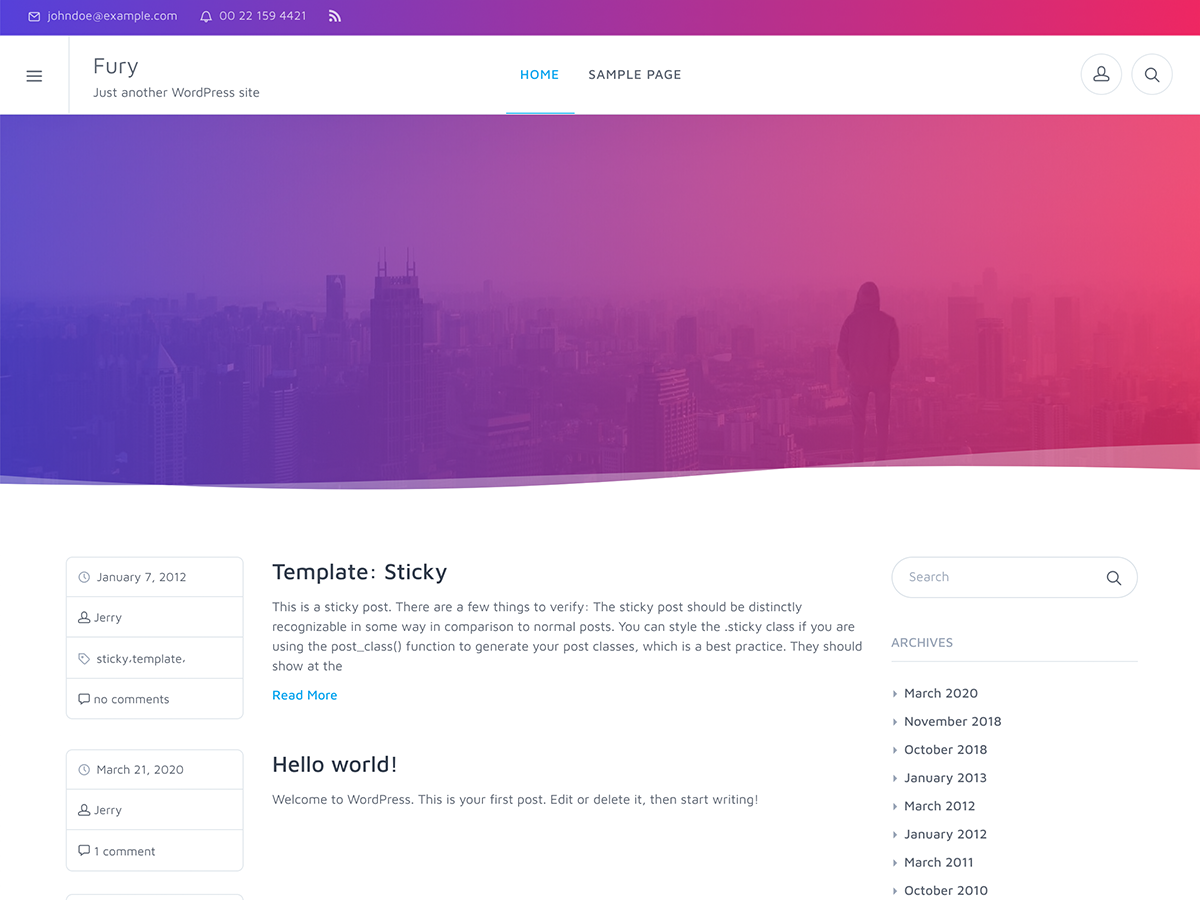 johndoe@example.com 00 22 159 4421
Fury
Just another WordPress site
HOME SAMPLE PAGE
January 7, 2012
Jerry
sticky,template,
no comments
Template: Sticky
This is a sticky post. There are a few things to verify: The sticky post should be distinctly
recognizable in some way in comparison to normal posts. You can style the .sticky class if you are
using the post_class() function to generate your post classes, which is a best practice. They should
show at the
Read More
March 21, 2020
Jerry
1 comment
Hello world!
Welcome to WordPress. This is your first post. Edit or delete it, then start writing!
Search
ARCHIVES
March 2020
November 2018
October 2018
January 2013
March 2012
January 2012
March 2011
October 2010